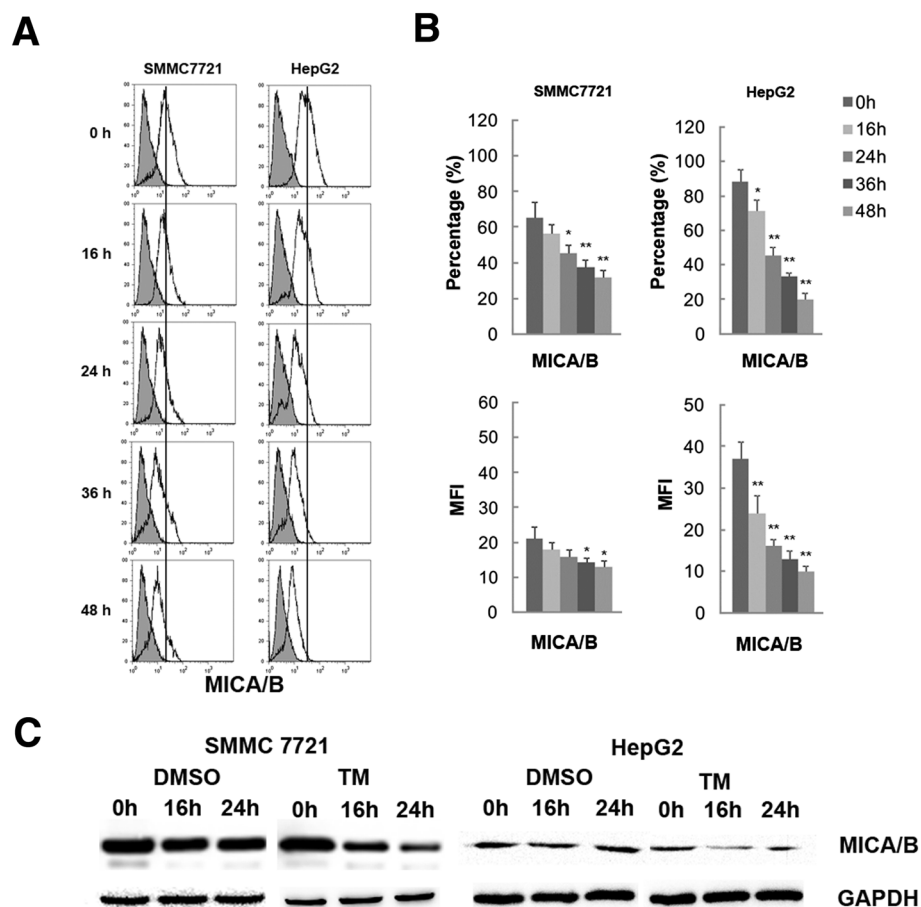 A
B
SMMC7721
HepG2
0 h
16 h
24 h
36 h
48 h
MICA/B
SMMC7721
HepG2
0h
16h
24h
36h
48h
Percentage (%)
120
100
80
60
40
20
0
*
**
**
MICA/B
Percentage (%)
120
100
80
60
40
20
0
*
**
**
**
MICA/B
MFI
60
50
40
30
20
10
0
*
*
MICA/B
MFI
50
40
30
20
10
0
**
**
**
**
MICA/B
C
SMMC 7721
HepG2
DMSO
TM
DMSO
TM
0h 16h 24h 0h 16h 24h 0h 16h 24h 0h 16h 24h
MICA/B
GAPDH